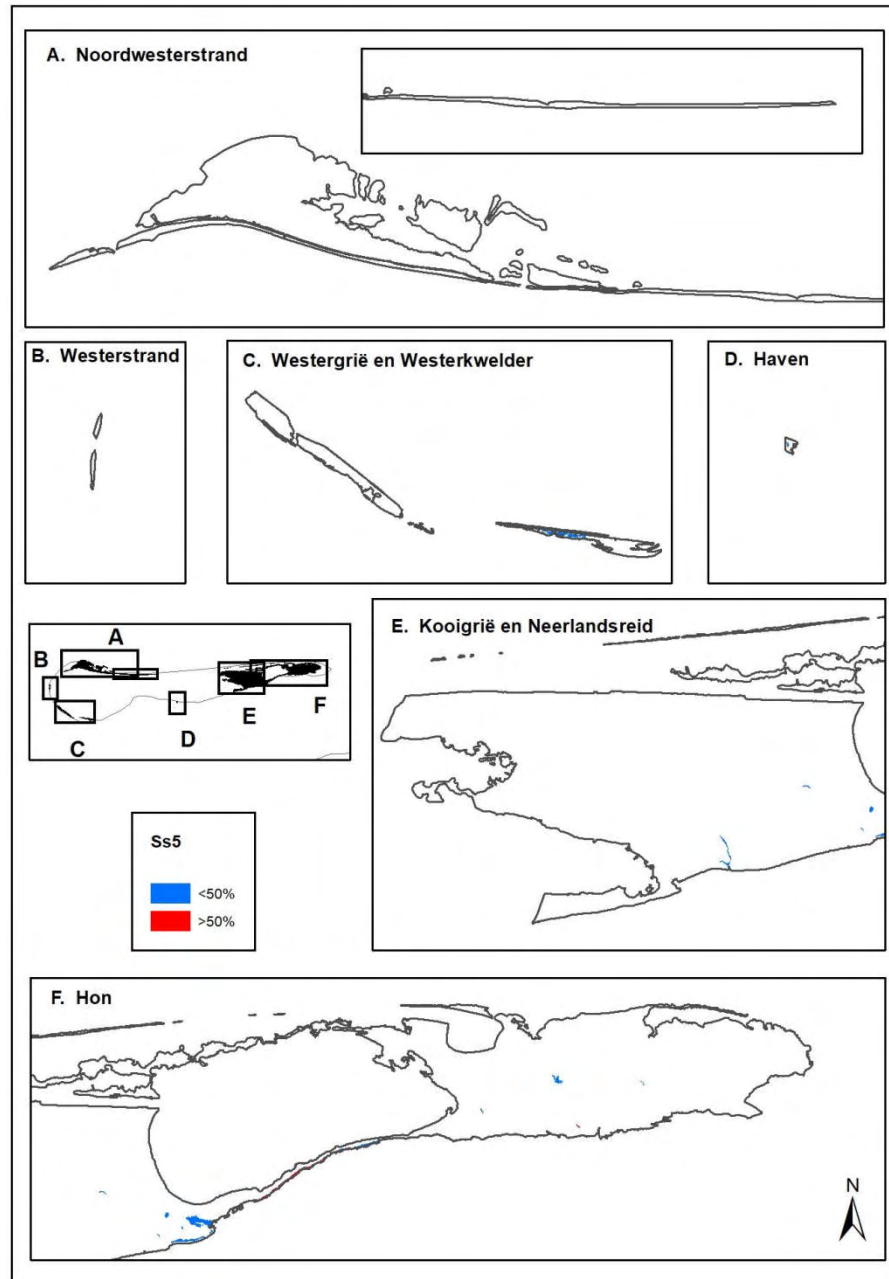 A. Noordwesterstrand
B. Westerstrand
C. Westergrië en Westerkwelder
D. Haven
A
B
C
D
E
F
E. Kooigrië en Neerlandsreid
Ss5
<50%
>50%
F. Hon
N